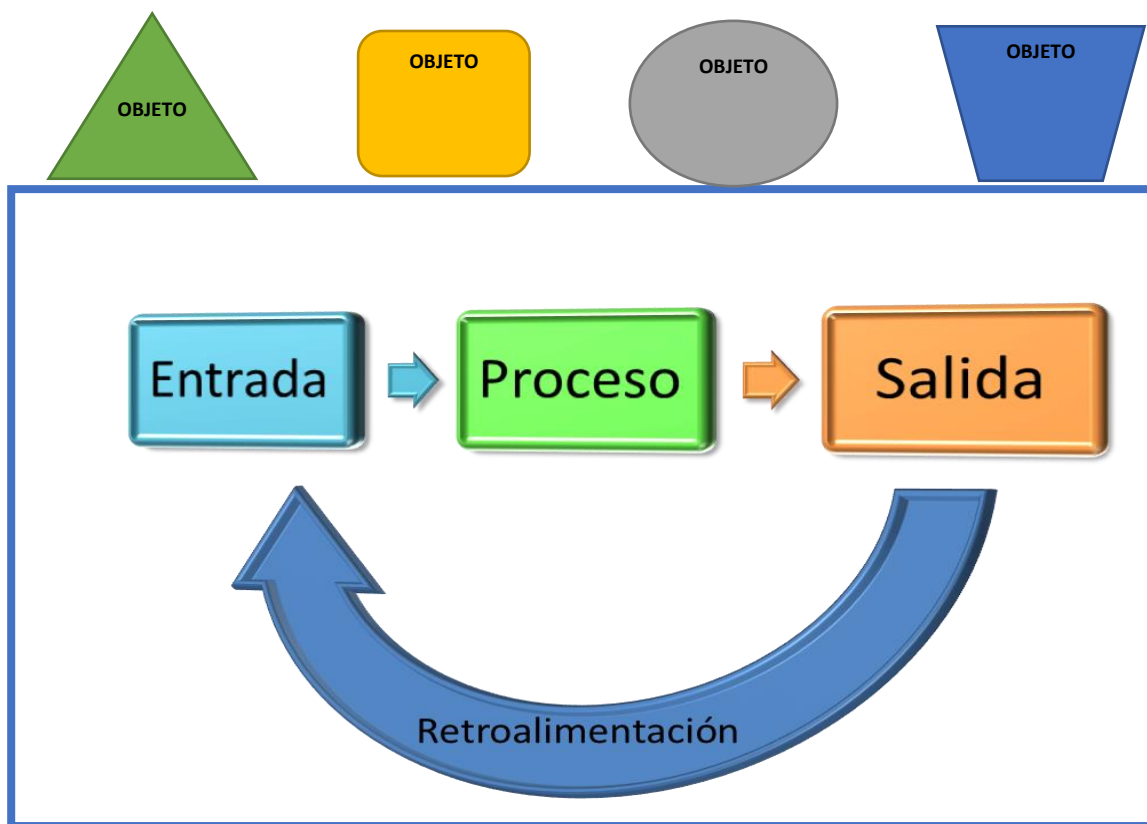 OBJETO
OBJETO
OBJETO
OBJETO
Entrada
Proceso
Salida
Retroalimentación